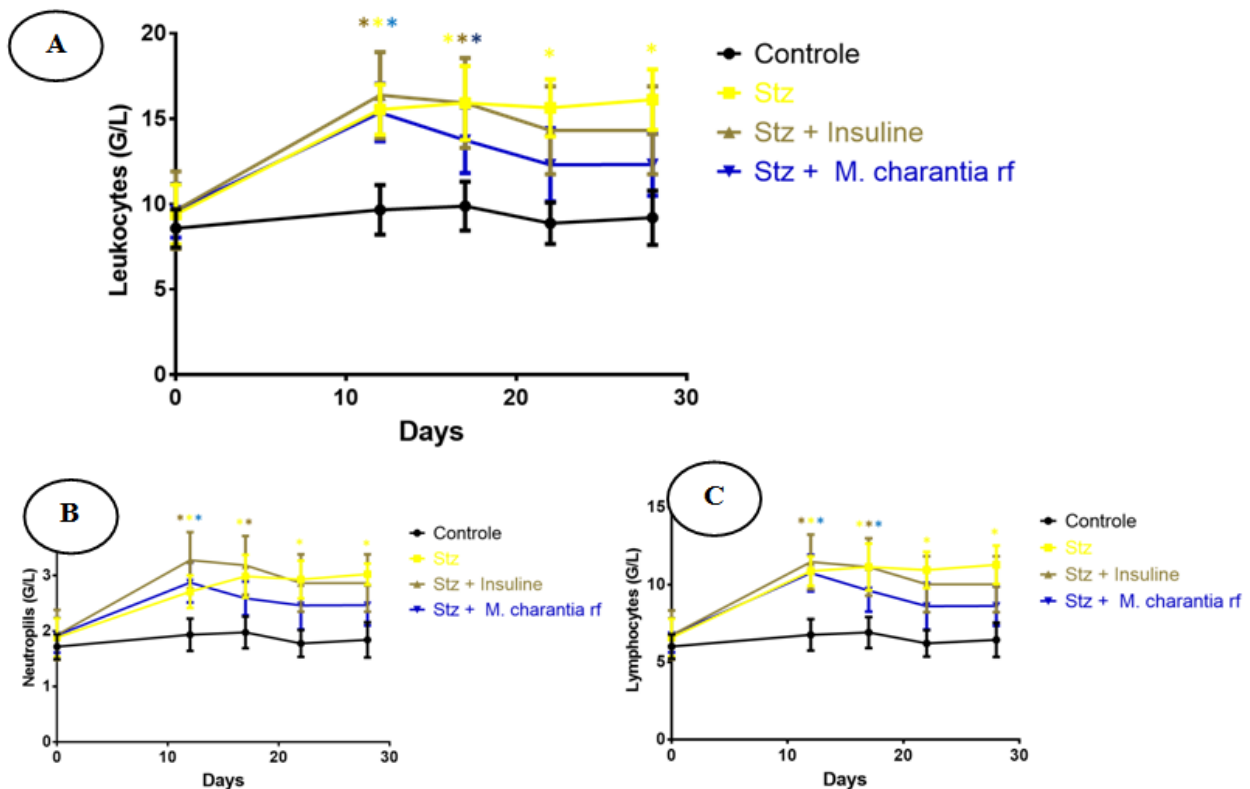 A
20
15
10
5
0
Leukocytes (G/L)
* * *
* * *
*
*
0 10 20 30
Days
Controle
Stz
Stz + Insuline
Stz + M. charantia rf
B
3
2
1
0
Neutropilis (G/L)
* * *
* *
*
*
0 10 20 30
Days
Controle
Stz
Stz + Insuline
Stz + M. charantia rf
C
15
10
5
0
Lymphocytes (G/L)
* * *
* * *
*
*
0 10 20 30
Days
Controle
Stz
Stz + Insuline
Stz + M. charantia rf